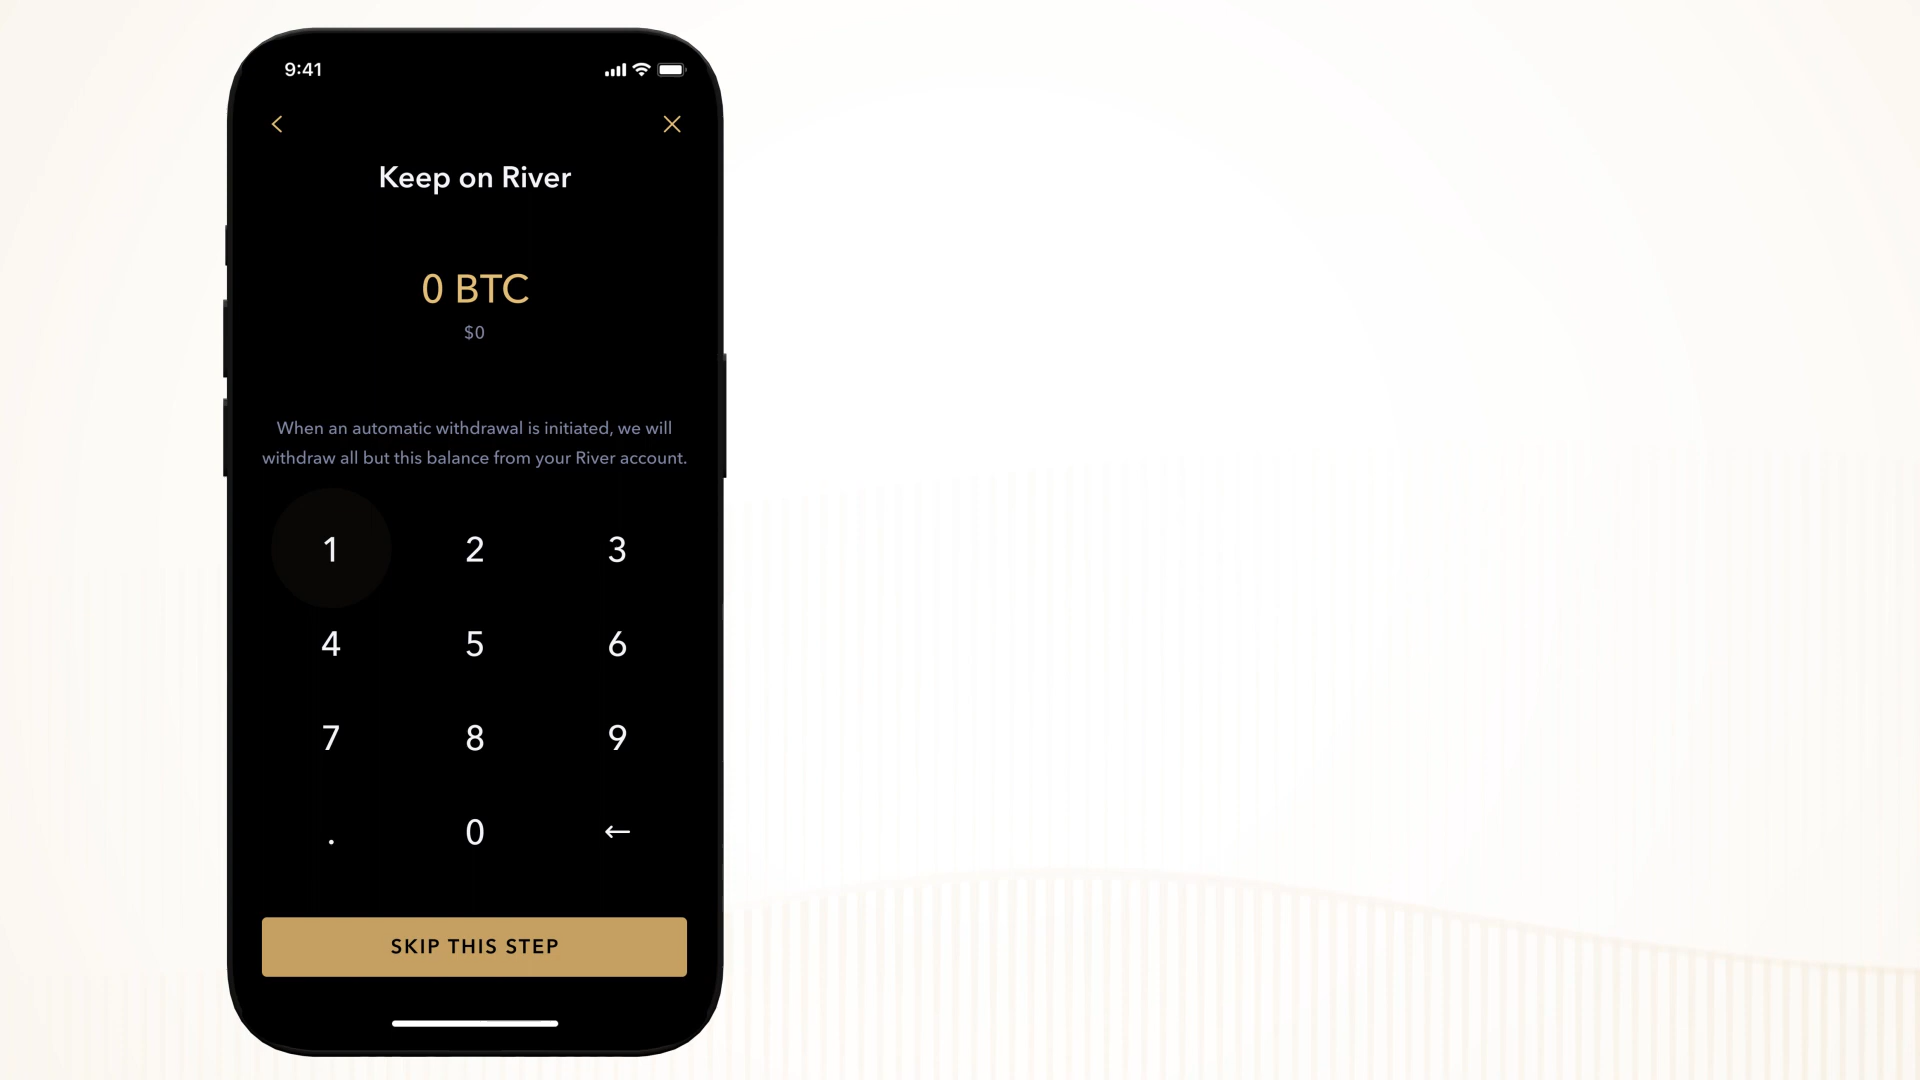 9:41
Keep on River
0 BTC
$0
When an automatic withdrawal is initiated, we will
withdraw all but this balance from your River account.
1 2 3
4 5 6
7 8 9
. 0 ←
SKIP THIS STEP